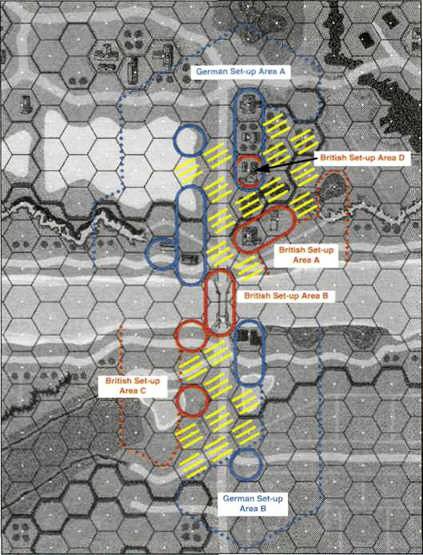 German Set-up Area A
British Set-up Area D
British Set-up
Area A
British Set-up Area B
British Set-up
Area C
German Set-up
Area B